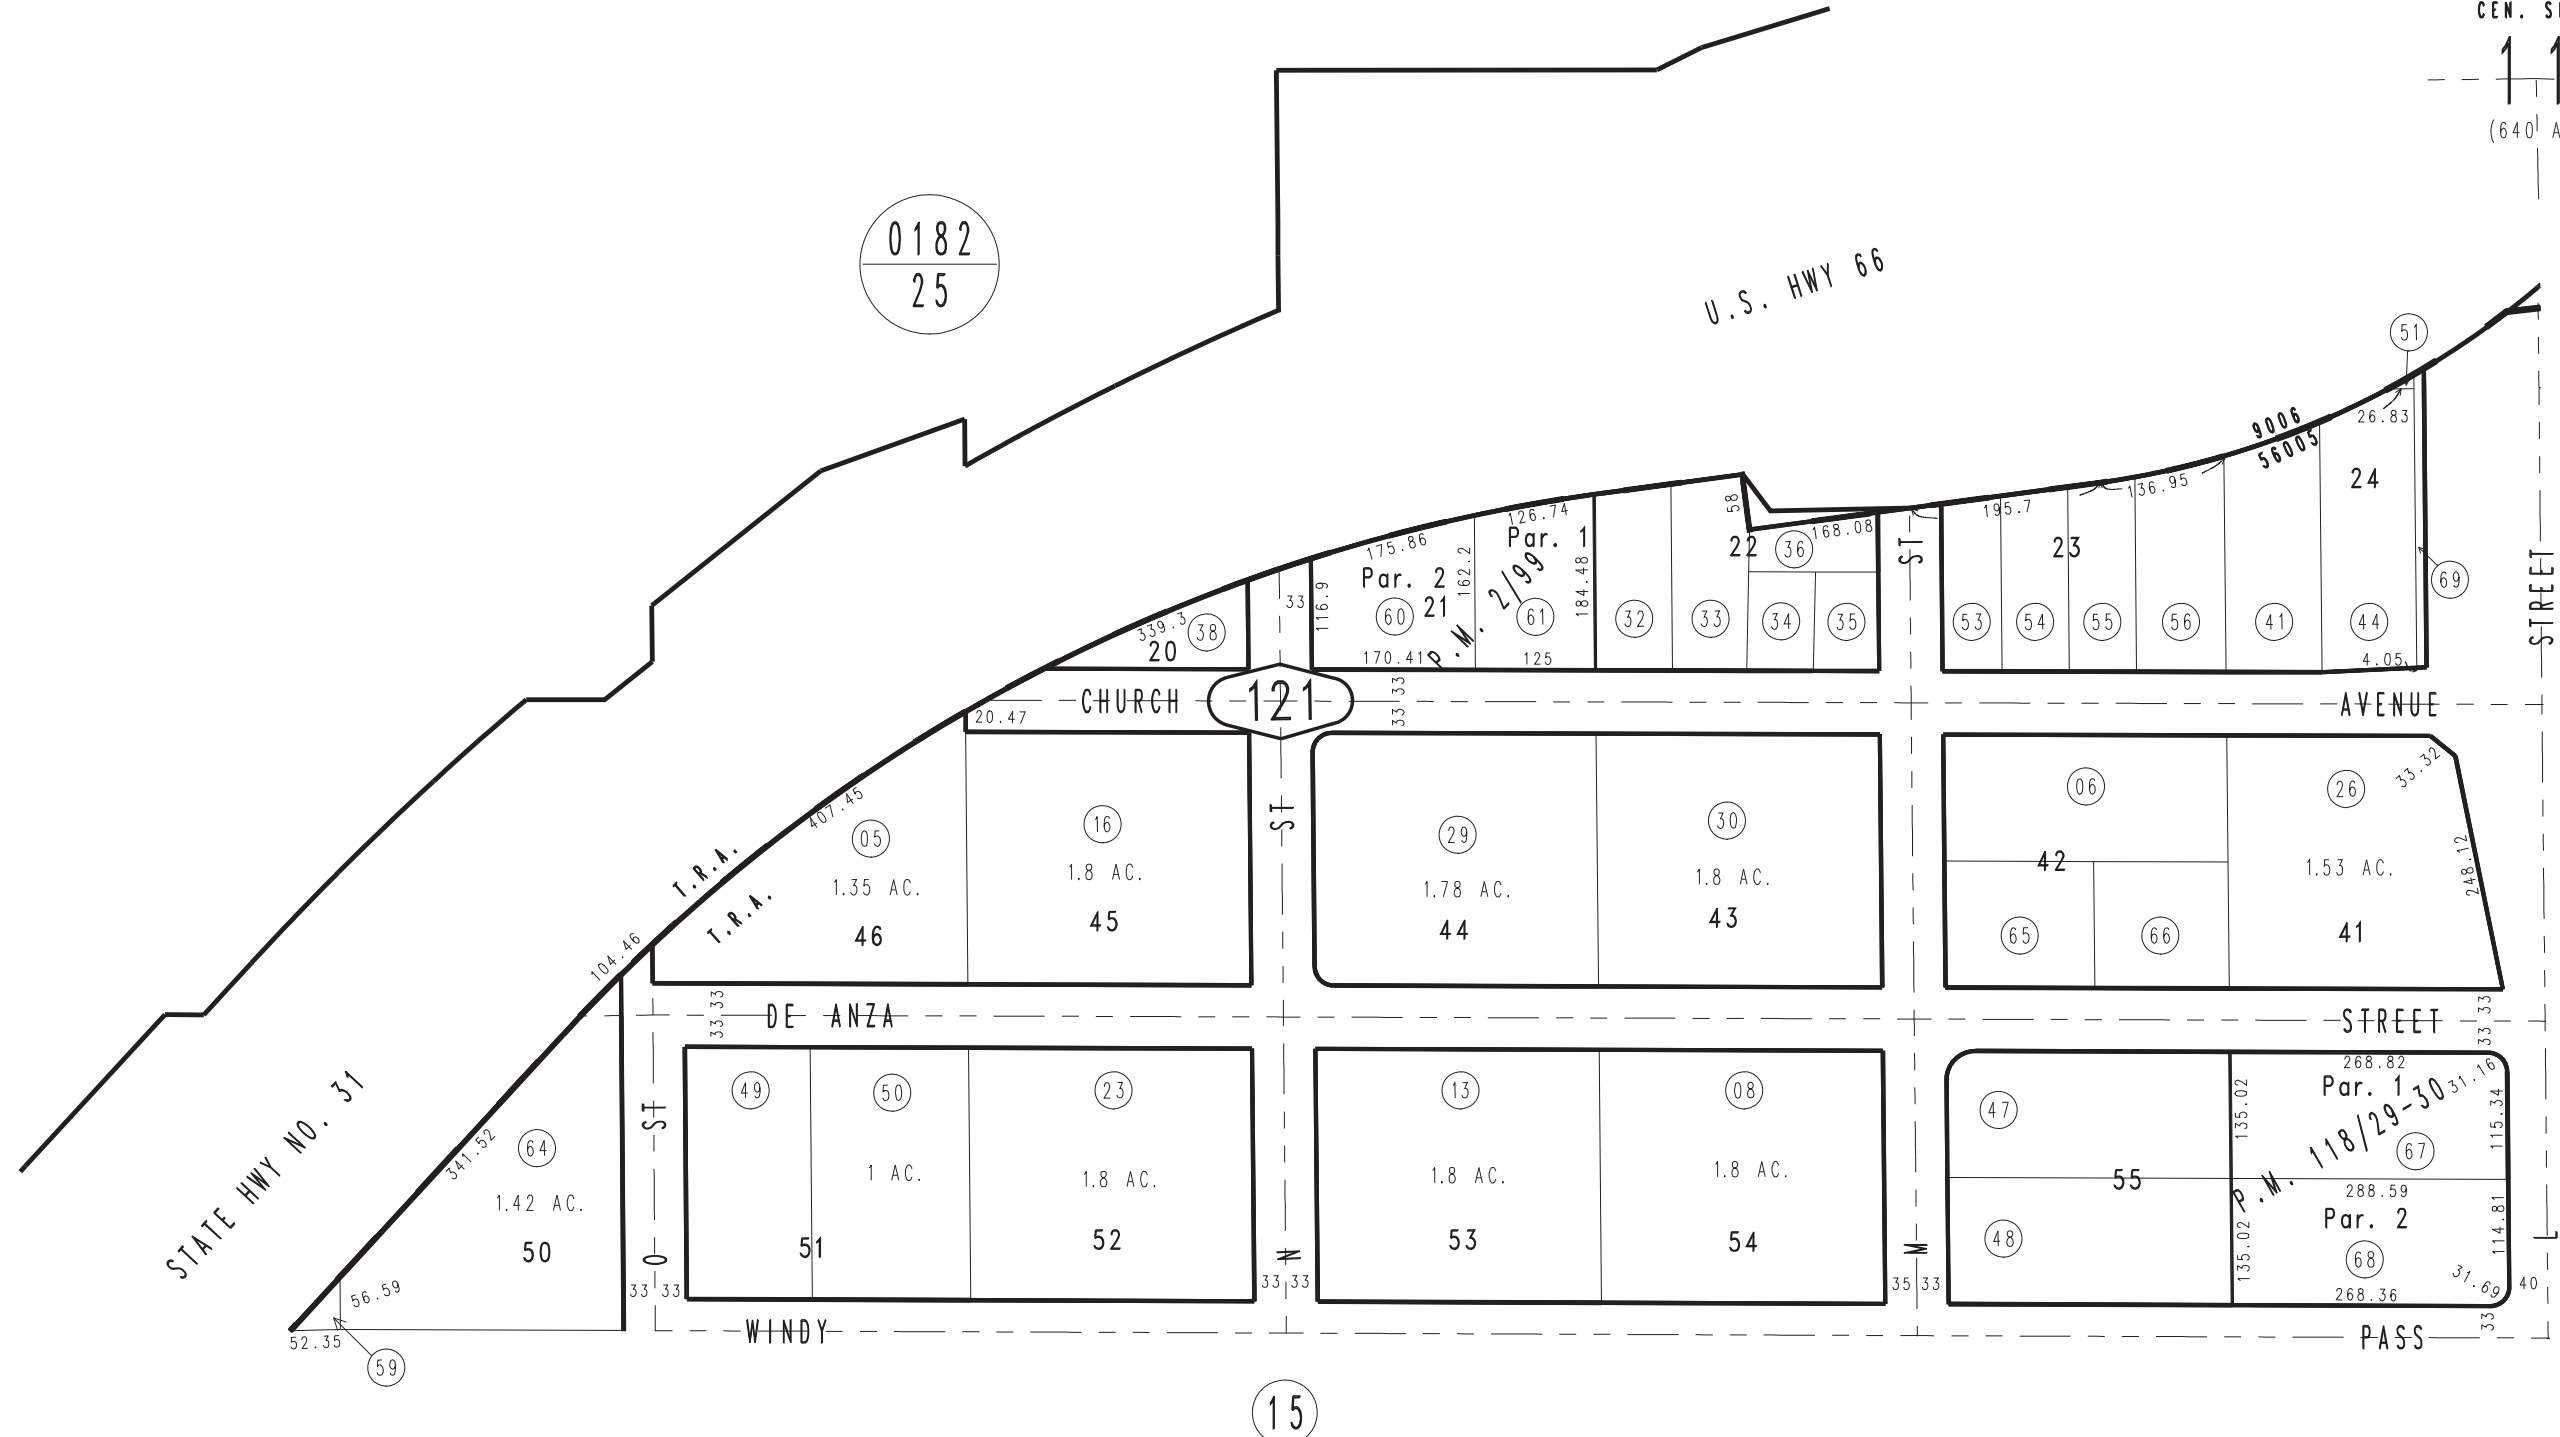 CEN. S
1 1
(640 A
0182
25
U.S. HWY 66
51
9006
56005
26.83
24
136.95
195.7
23
58
168.08
22
36
126.74
Par. 1
175.86
Par. 2
162.2
21
P.M. 2/99
184.48
116.9
33
60
61
32
33
34
35
ST
53
54
55
56
41
44
69
STREET
339.3
38
20
170.41
125
4.05
20.47
CHURCH
121
33 33
AVENUE
407.45
05
1.35 AC.
46
16
1.8 AC.
45
ST
29
1.78 AC.
44
30
1.8 AC.
43
06
42
65
66
26
1.53 AC.
41
33.32
248.12
T.R.A.
T.R.A.
104.46
33 33
DE ANZA
STREET
33 33
STATE HWY NO. 31
341.52
64
1.42 AC.
50
56.59
52.35
59
ST
O
33 33
49
50
1 AC.
51
23
1.8 AC.
52
N
33 33
13
1.8 AC.
53
08
1.8 AC.
54
M
35 33
47
55
48
268.82
Par. 1
31.16
135.02
P.M. 118/29-30
115.34
67
288.59
Par. 2
114.81
135.02
68
31.69
268.36
40
L
33
WINDY
PASS
15